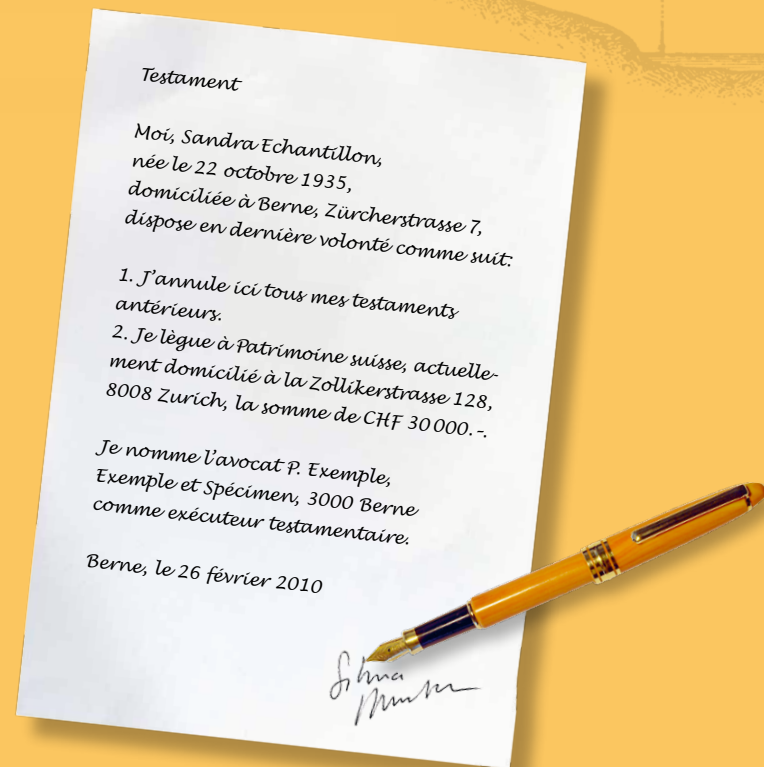 Testament
Moi, Sandra Echantillon,
née le 22 octobre 1935,
domiciliée à Berne, Zürcherstrasse 7,
dispose en dernière volonté comme suit:
1. J'annule ici tous mes testaments
antérieurs.
2. Je lègue à Patrimoine suisse, actuelle-
ment domicilié à la Zollikerstrasse 128,
8008 Zurich, la somme de CHF 30 000.–.
Je nomme l'avocat P. Exemple,
Exemple et Spécimen, 3000 Berne
comme exécuteur testamentaire.
Berne, le 26 février 2010